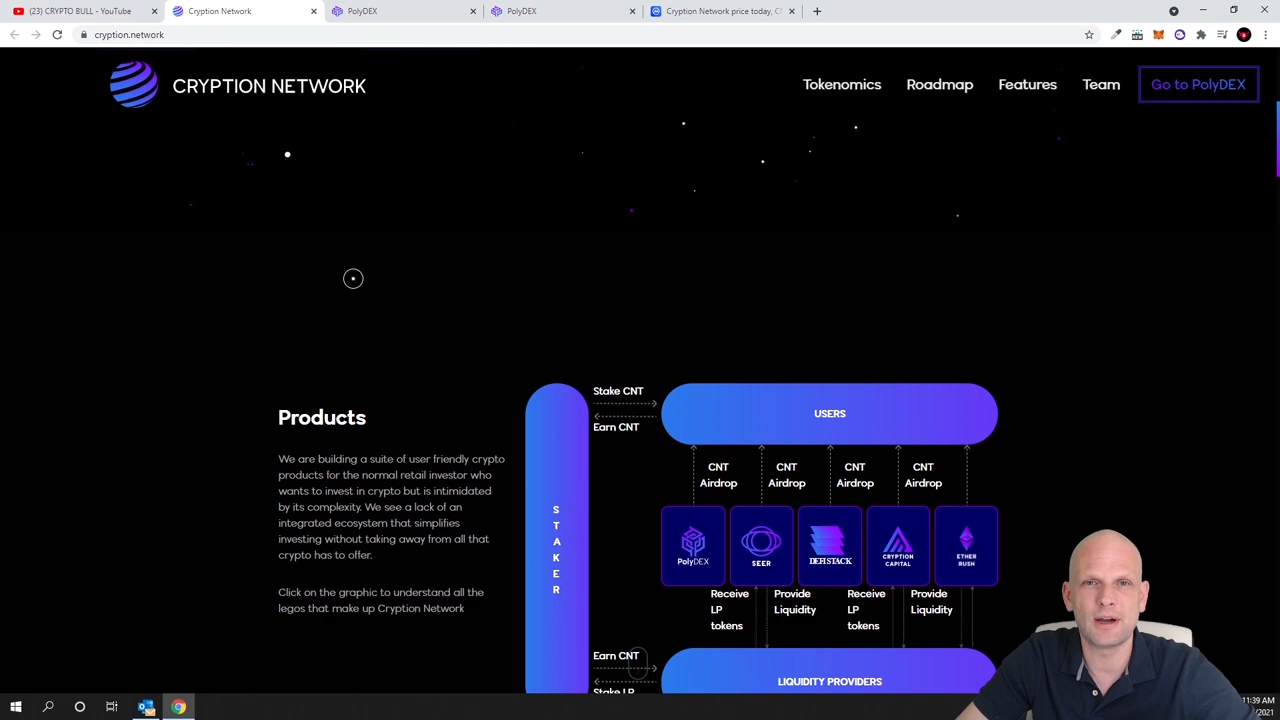 (23) CRYPTO BULL - YouTube
Cryption Network
PolyDEX
PolyDEX
Cryption Network price today, C
cryption.network
CRYPTION NETWORK
Tokenomics
Roadmap
Features
Team
Go to PolyDEX
Products
We are building a suite of user friendly crypto
products for the normal retail investor who
wants to invest in crypto but is intimidated
by its complexity. We see a lack of an
integrated ecosystem that simplifies
investing without taking away from all that
crypto has to offer.
Click on the graphic to understand all the
legos that make up Cryption Network
STAKER
Stake CNT
Earn CNT
USERS
CNT
Airdrop
CNT
Airdrop
CNT
Airdrop
CNT
Airdrop
PolyDEX
SEER
DEFI STACK
CRYPTION
CAPITAL
ETHER
RUSH
Receive
LP
tokens
Provide
Liquidity
Receive
LP
tokens
Provide
Liquidity
Earn CNT
Stake LP
LIQUIDITY PROVIDERS
11:39 AM
/2021